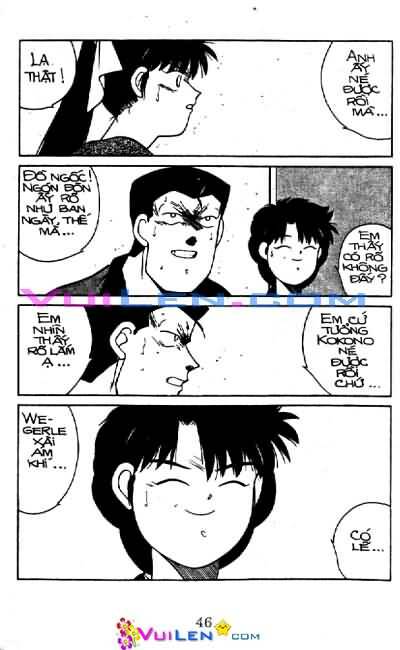 ANH
ẤY
NÉ
ĐƯỢC
RỒI
MÀ...
LẠ
THẬT!
EM
THẤY
CÓ RÕ
KHÔNG
ĐẤY?
ĐỒ NGỐC!
NGÓN ĐÒN
ẤY RÕ
NHƯ BAN
NGÀY, THẾ
MÀ...
EM CỨ
TƯỞNG
KOKONO
NÉ
ĐƯỢC
RỒI
CHỨ...
EM
NHÌN
THẤY
RÕ LẮM
Ạ...
CÓ
LẼ...
WE-
GERLE
XÀI
ÁM
KHÍ...
VUILEN.COM
46
VUILEN.COM